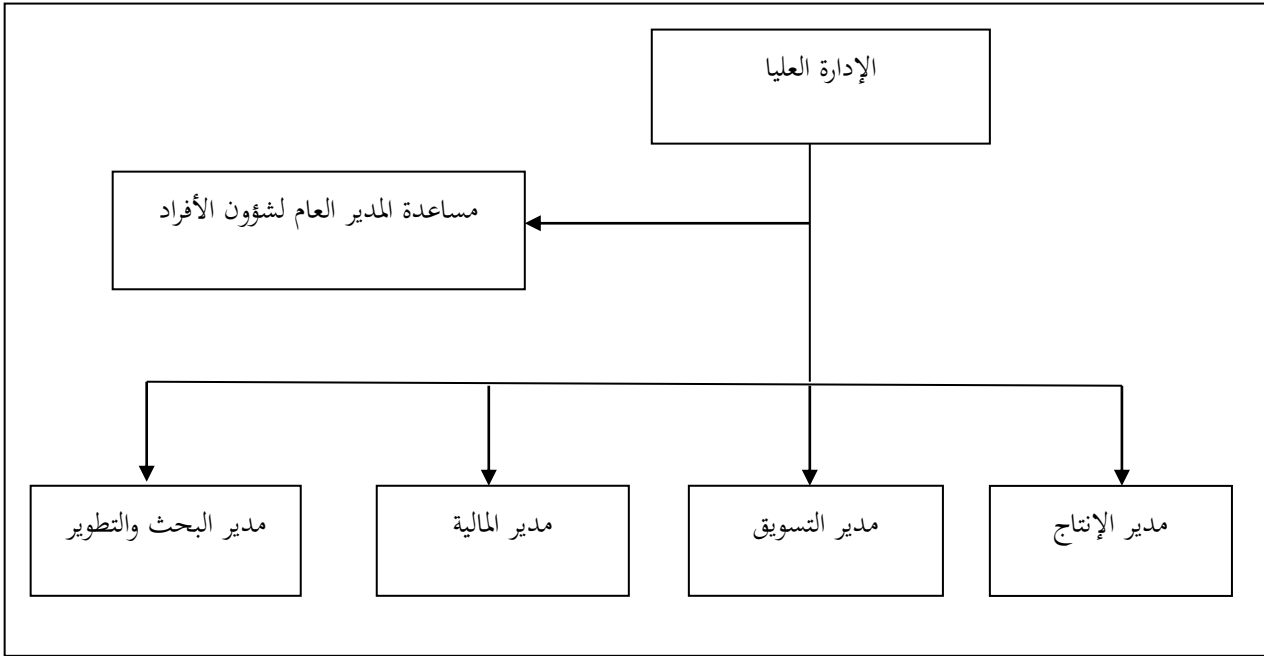 الإدارة العليا
مساعدة المدير العام لشؤون الأفراد
مدير الإنتاج
مدير التسويق
مدير المالية
مدير البحث والتطوير